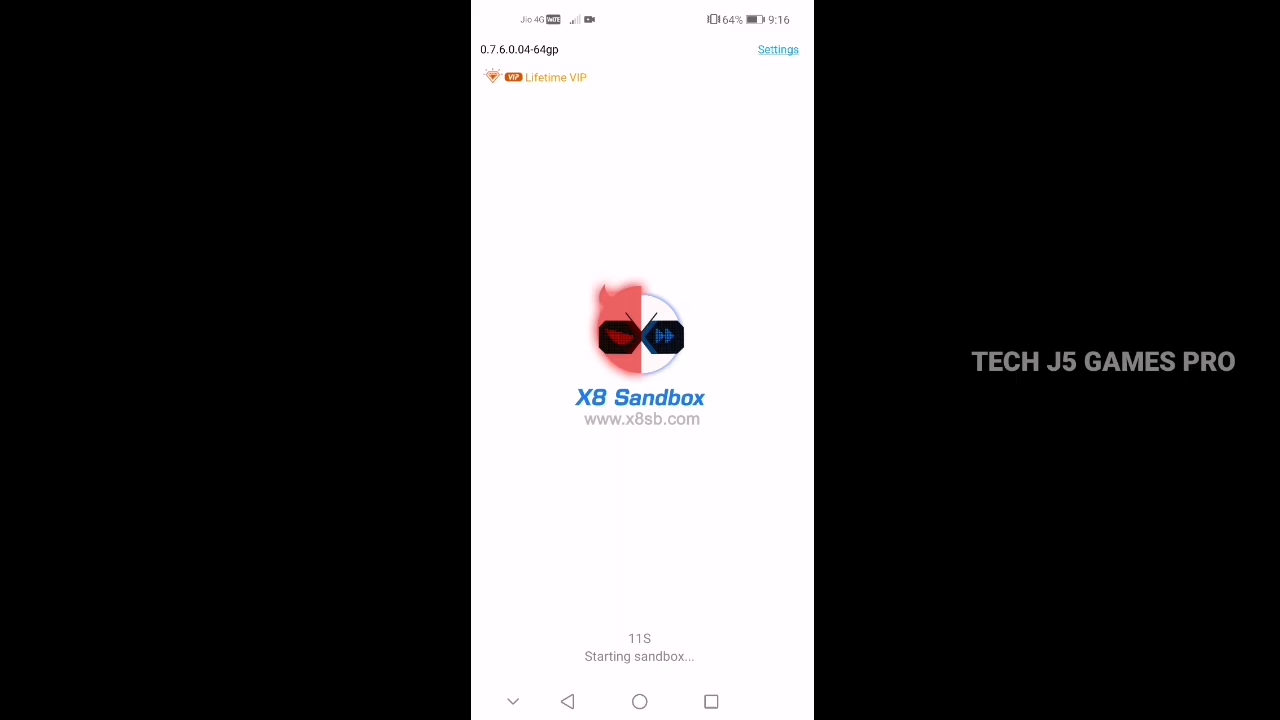 Jio 4G VoLTE 64% 9:16
0.7.6.0.04-64gp Settings
VIP Lifetime VIP
TECH J5 GAMES PRO
X8 Sandbox
www.x8sb.com
11S
Starting sandbox...